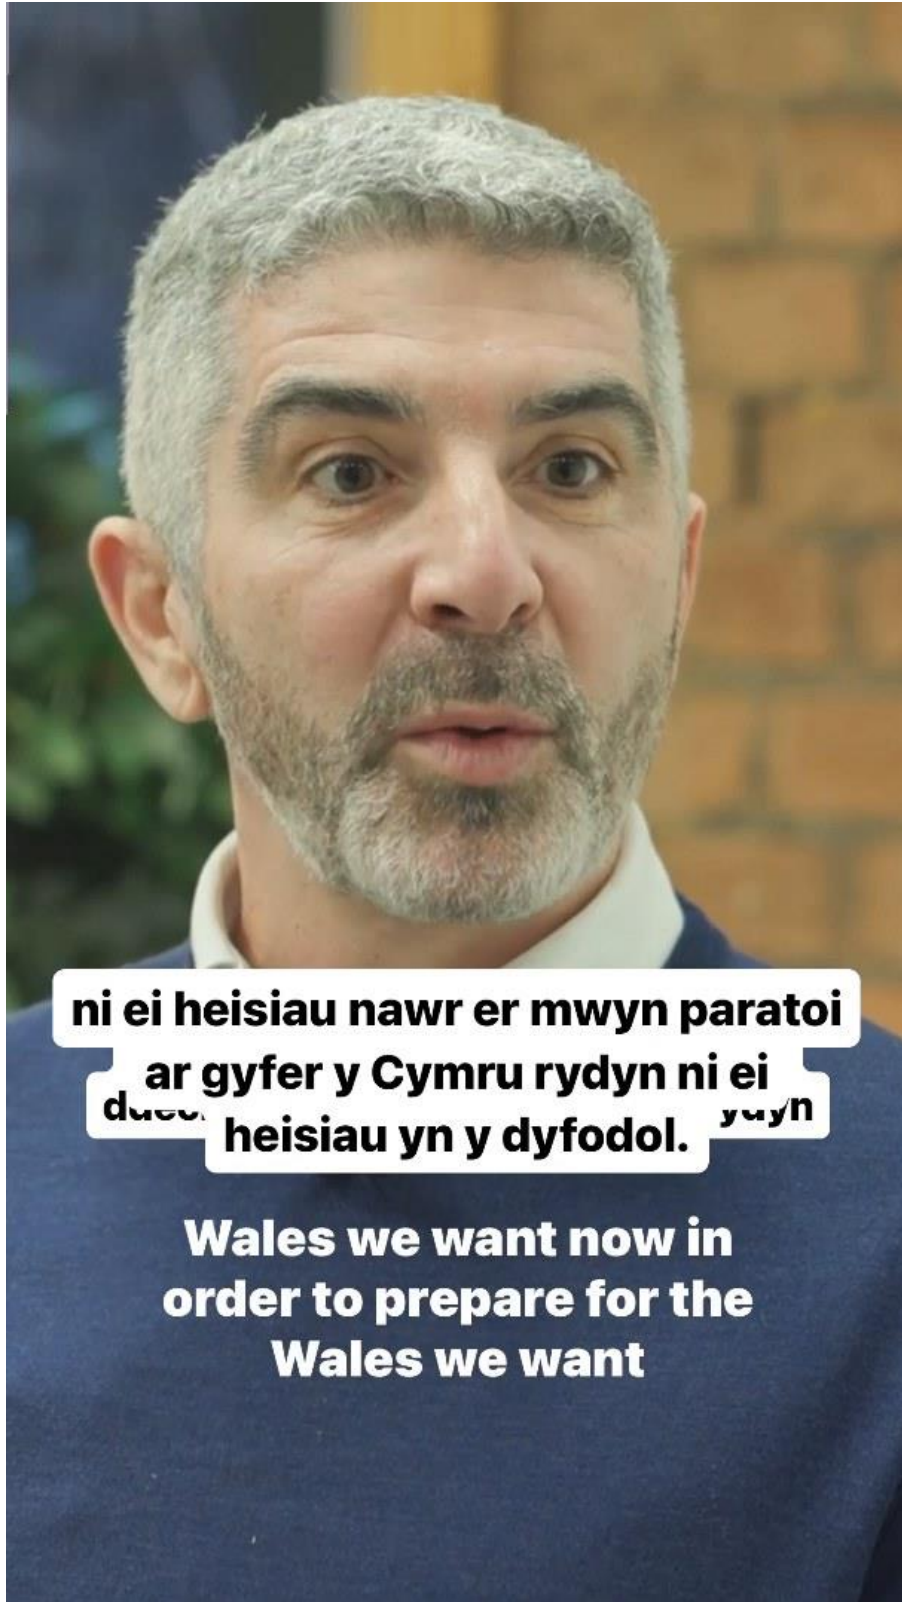 ni ei heisiau nawr er mwyn paratoi
ar gyfer y Cymru rydyn ni ei
heisiau yn y dyfodol.
Wales we want now in
order to prepare for the
Wales we want